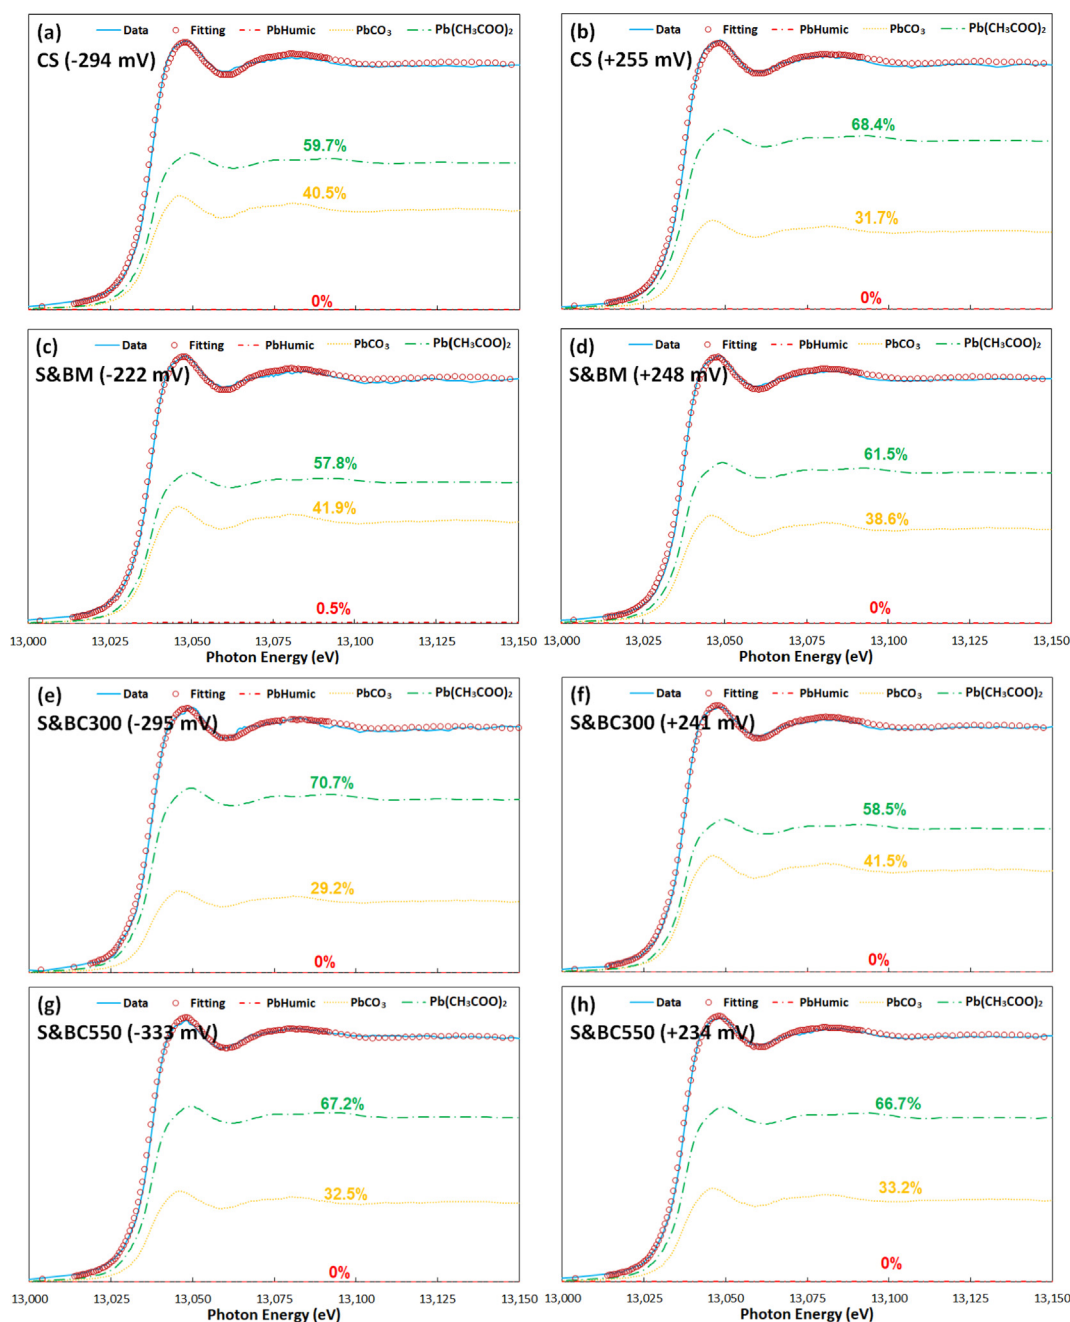 (a) Data Fitting PbHumic PbCO₃ Pb(CH₃COO)₂
CS (-294 mV)
59.7%
40.5%
0%
(b) Data Fitting PbHumic PbCO₃ Pb(CH₃COO)₂
CS (+255 mV)
68.4%
31.7%
0%
(c) Data Fitting PbHumic PbCO₃ Pb(CH₃COO)₂
S&BM (-222 mV)
57.8%
41.9%
0.5%
13,000 13,025 13,050 13,075 13,100 13,125 13,150
Photon Energy (eV)
(d) Data Fitting PbHumic PbCO₃ Pb(CH₃COO)₂
S&BM (+248 mV)
61.5%
38.6%
0%
13,000 13,025 13,050 13,075 13,100 13,125 13,150
Photon Energy (eV)
(e) Data Fitting PbHumic PbCO₃ Pb(CH₃COO)₂
S&BC300 (-295 mV)
70.7%
29.2%
0%
(f) Data Fitting PbHumic PbCO₃ Pb(CH₃COO)₂
S&BC300 (+241 mV)
58.5%
41.5%
0%
(g) Data Fitting PbHumic PbCO₃ Pb(CH₃COO)₂
S&BC550 (-333 mV)
67.2%
32.5%
0%
13,000 13,025 13,050 13,075 13,100 13,125 13,150
Photon Energy (eV)
(h) Data Fitting PbHumic PbCO₃ Pb(CH₃COO)₂
S&BC550 (+234 mV)
66.7%
33.2%
0%
13,000 13,025 13,050 13,075 13,100 13,125 13,150
Photon Energy (eV)